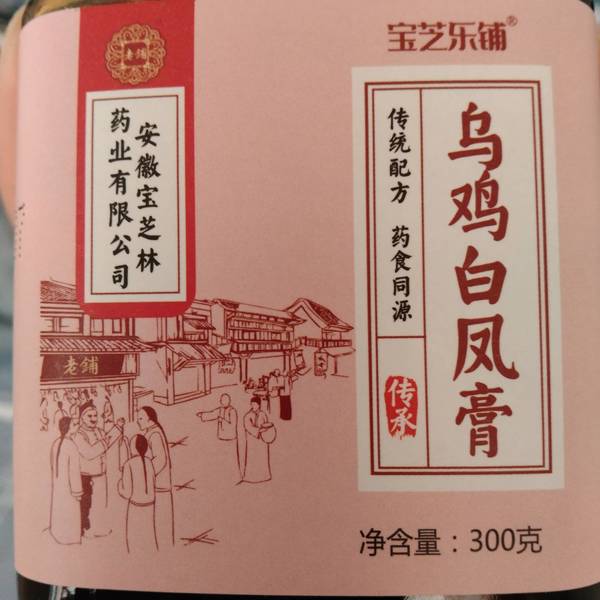 宝芝乐铺®
乌鸡白凤膏
传统配方 药食同源
传承
净含量：300克
老铺
安徽宝芝林
药业有限公司
老铺